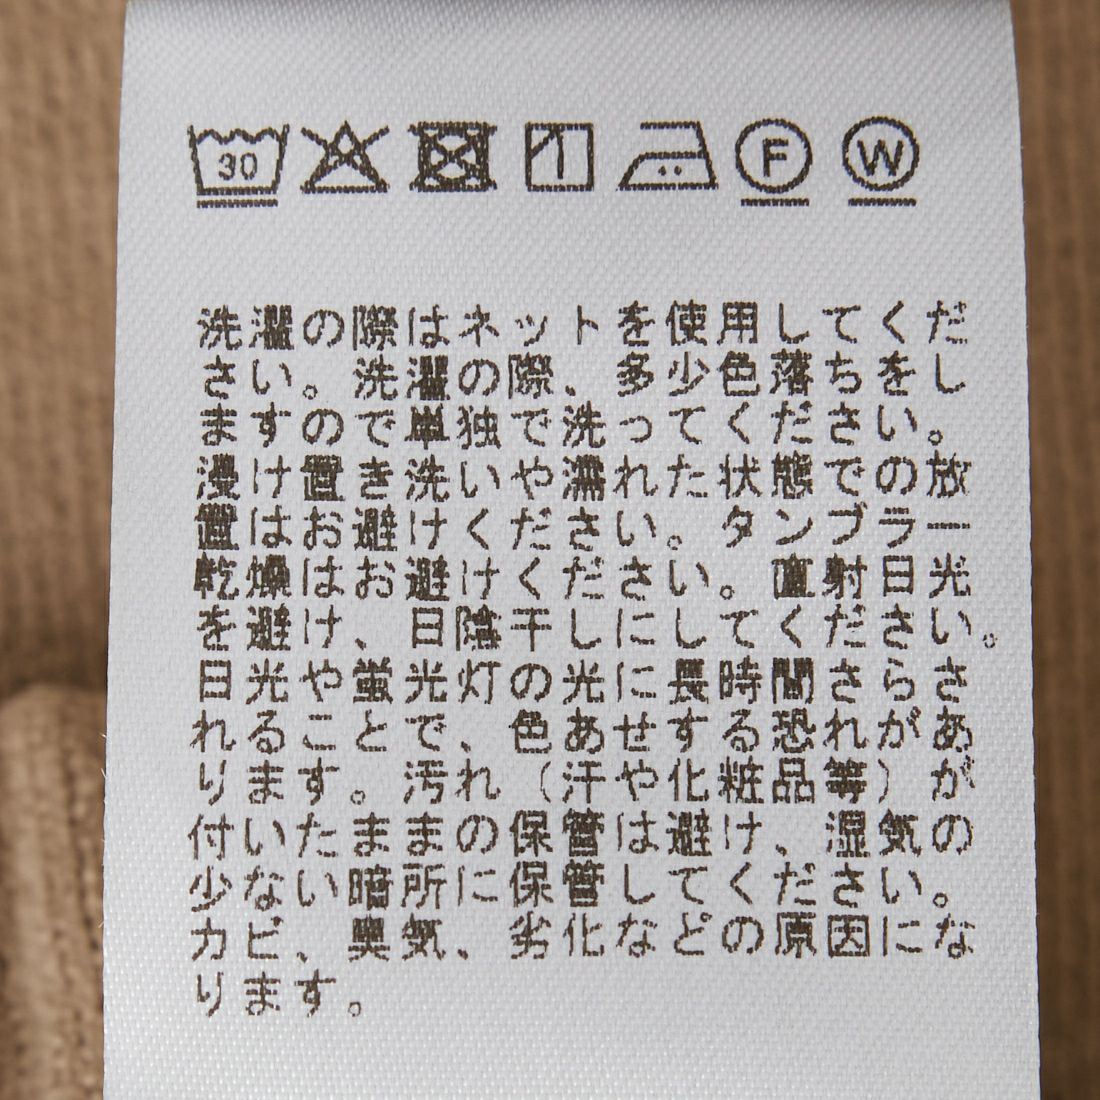 30 F W
洗濯の際はネットを使用してくだ
さい。洗濯の際、多少色落ちをし
ますので単独で洗ってください。
浸け置き洗いや濡れた状態での放
置はお避けください。タンブラー
乾燥はお避けください。直射日光
を避け、日陰干しにしてください。
日光や蛍光灯の光に長時間さらさ
れること で、色あせする恐れがあ
ります。汚れ(汗や化粧品等)が
付いたままの保管は避け、湿気の
少ない暗所に保管してください。
カビ、臭気、劣化などの原因にな
ります。